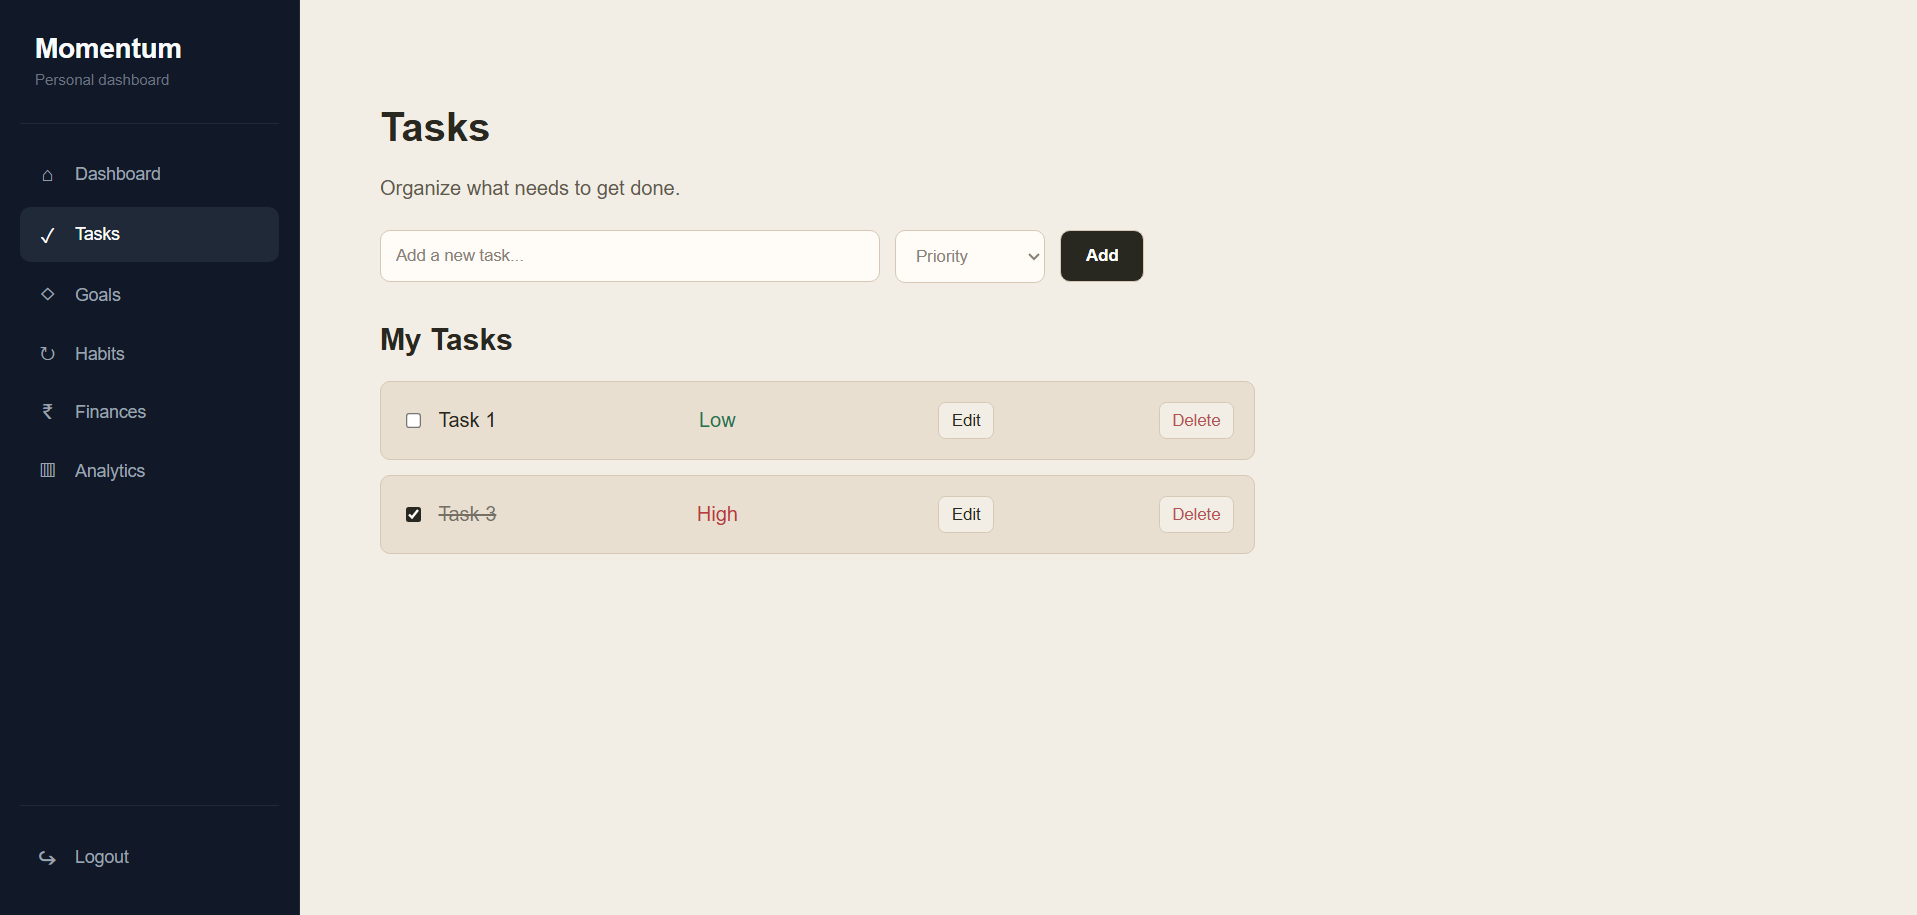 Momentum
Personal dashboard
Dashboard
Tasks
Goals
Habits
₹ Finances
Analytics
Logout
Tasks
Organize what needs to get done.
Add a new task... Priority Add
My Tasks
Task 1 Low Edit Delete
Task 3 High Edit Delete